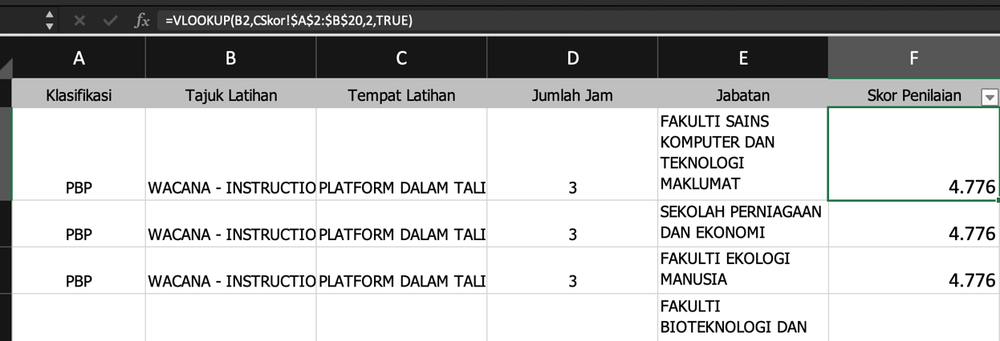 fx =VLOOKUP(B2,CSkor!$A$2:$B$20,2,TRUE)
A B C D E F
Klasifikasi Tajuk Latihan Tempat Latihan Jumlah Jam Jabatan Skor Penilaian
FAKULTI SAINS
KOMPUTER DAN
TEKNOLOGI
PBP WACANA - INSTRUCTIO PLATFORM DALAM TALI 3 MAKLUMAT 4.776
SEKOLAH PERNIAGAAN
PBP WACANA - INSTRUCTIO PLATFORM DALAM TALI 3 DAN EKONOMI 4.776
FAKULTI EKOLOGI
PBP WACANA - INSTRUCTIO PLATFORM DALAM TALI 3 MANUSIA 4.776
FAKULTI
BIOTEKNOLOGI DAN